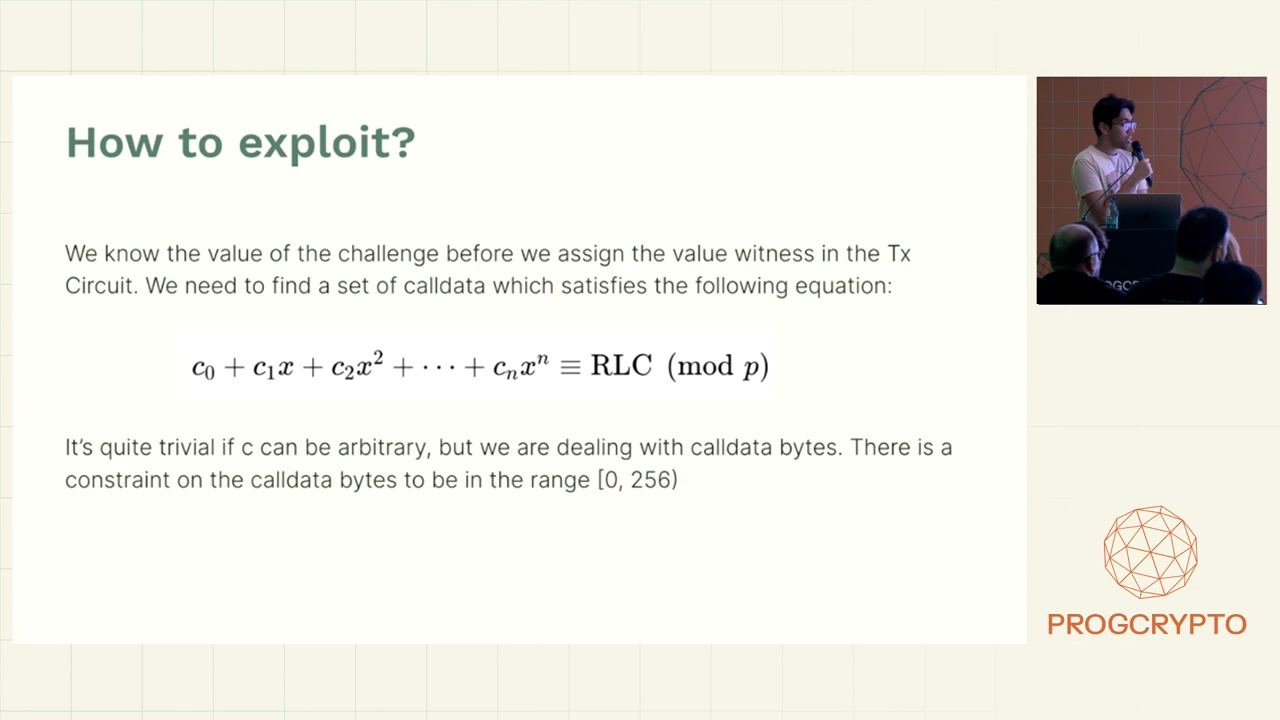 How to exploit?
We know the value of the challenge before we assign the value witness in the Tx
Circuit. We need to find a set of calldata which satisfies the following equation:
c₀ + c₁x + c₂x² + ⋯ + cₙxⁿ ≡ RLC (mod p)
It's quite trivial if c can be arbitrary, but we are dealing with calldata bytes. There is a
constraint on the calldata bytes to be in the range [0, 256)
PROGCRYPTO